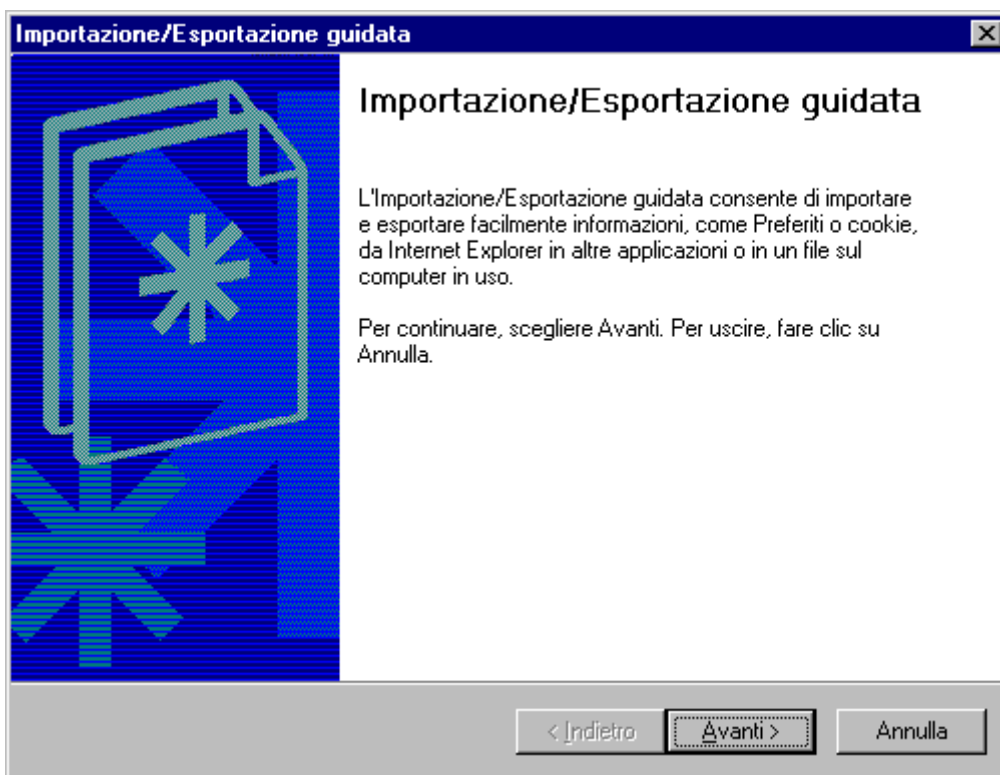 Importazione/Esportazione guidata
Importazione/Esportazione guidata
L'Importazione/Esportazione guidata consente di importare
e esportare facilmente informazioni, come Preferiti o cookie,
da Internet Explorer in altre applicazioni o in un file sul
computer in uso.
Per continuare, scegliere Avanti. Per uscire, fare clic su
Annulla.
< Indietro
Avanti >
Annulla